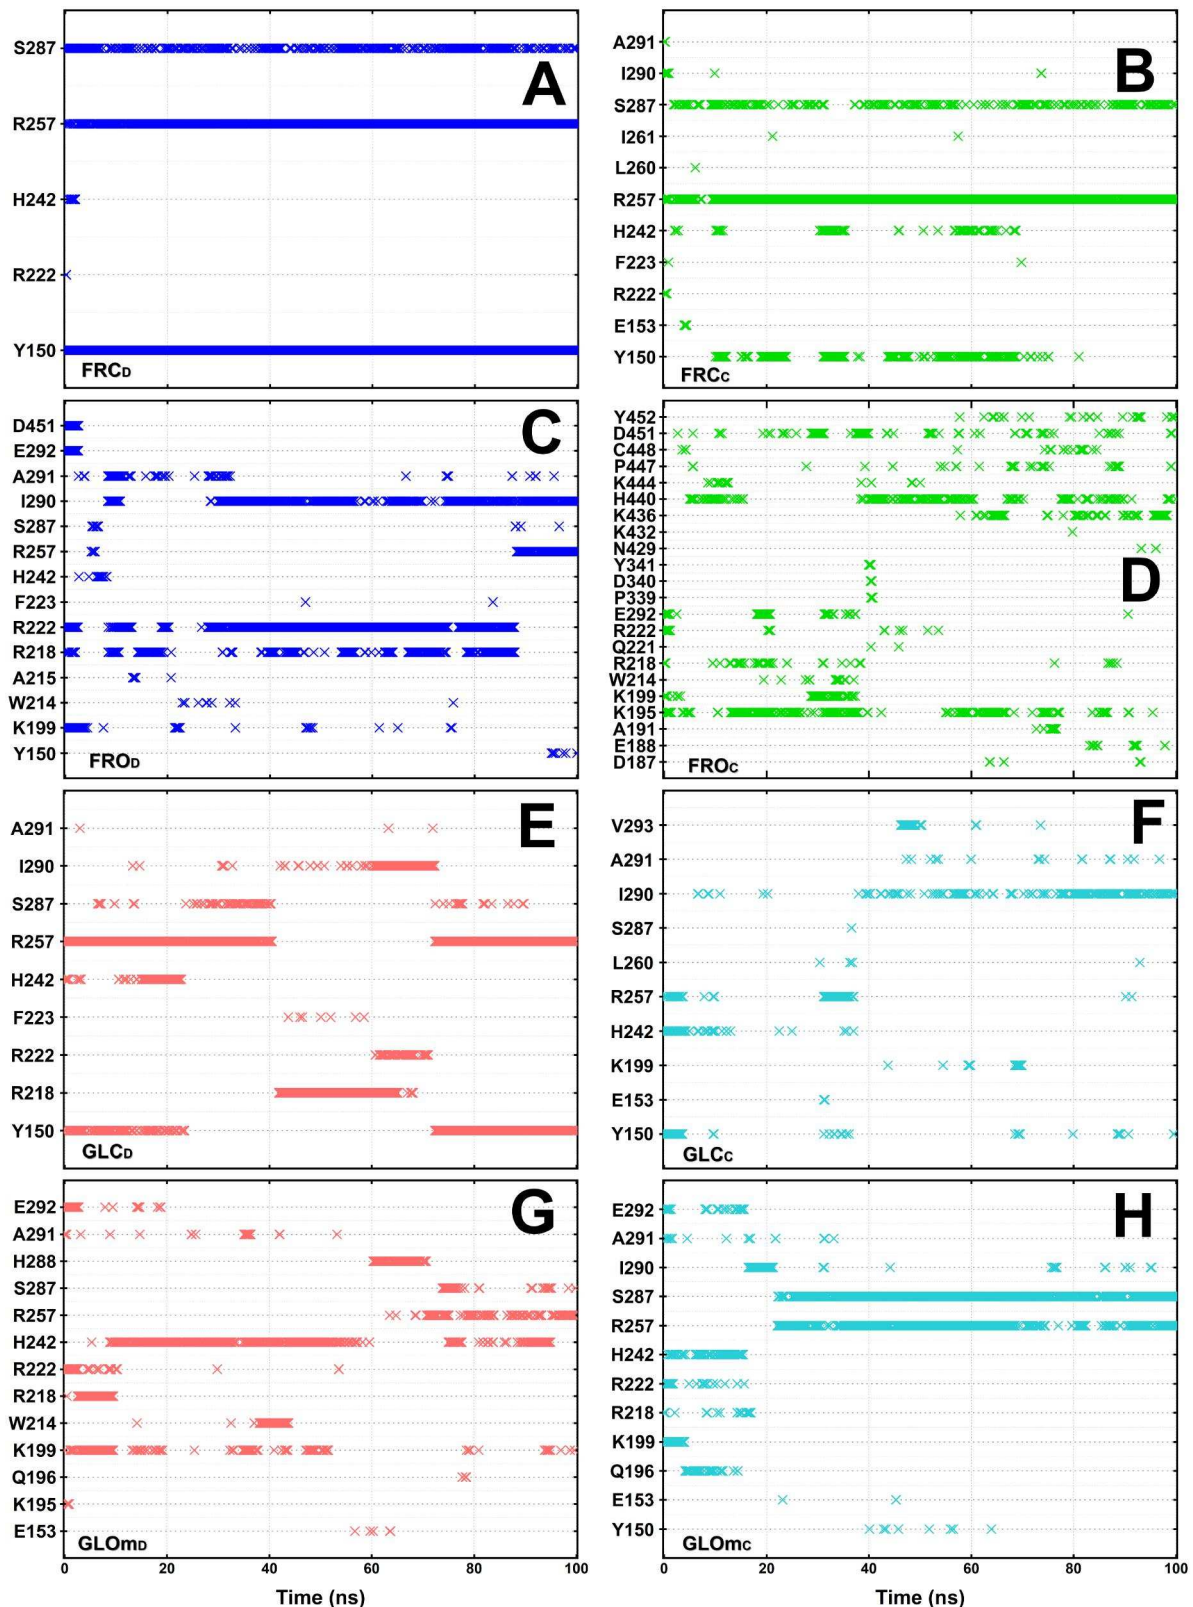 A
S287
R257
H242
R222
Y150
FRCD
B
A291
I290
S287
I261
L260
R257
H242
F223
R222
E153
Y150
FRCC
C
D451
E292
A291
I290
S287
R257
H242
F223
R222
R218
A215
W214
K199
Y150
FROD
D
Y452
D451
C448
P447
K444
H440
K436
K432
N429
Y341
D340
P339
E292
R222
Q221
R218
W214
K199
K195
A191
E188
D187
FROC
E
A291
I290
S287
R257
H242
F223
R222
R218
Y150
GLCD
F
V293
A291
I290
S287
L260
R257
H242
K199
E153
Y150
GLCC
G
E292
A291
H288
S287
R257
H242
R222
R218
W214
K199
Q196
K195
E153
GLOmD
0 20 40 60 80 100
Time (ns)
H
E292
A291
I290
S287
R257
H242
R222
R218
K199
Q196
E153
Y150
GLOmC
0 20 40 60 80 100
Time (ns)